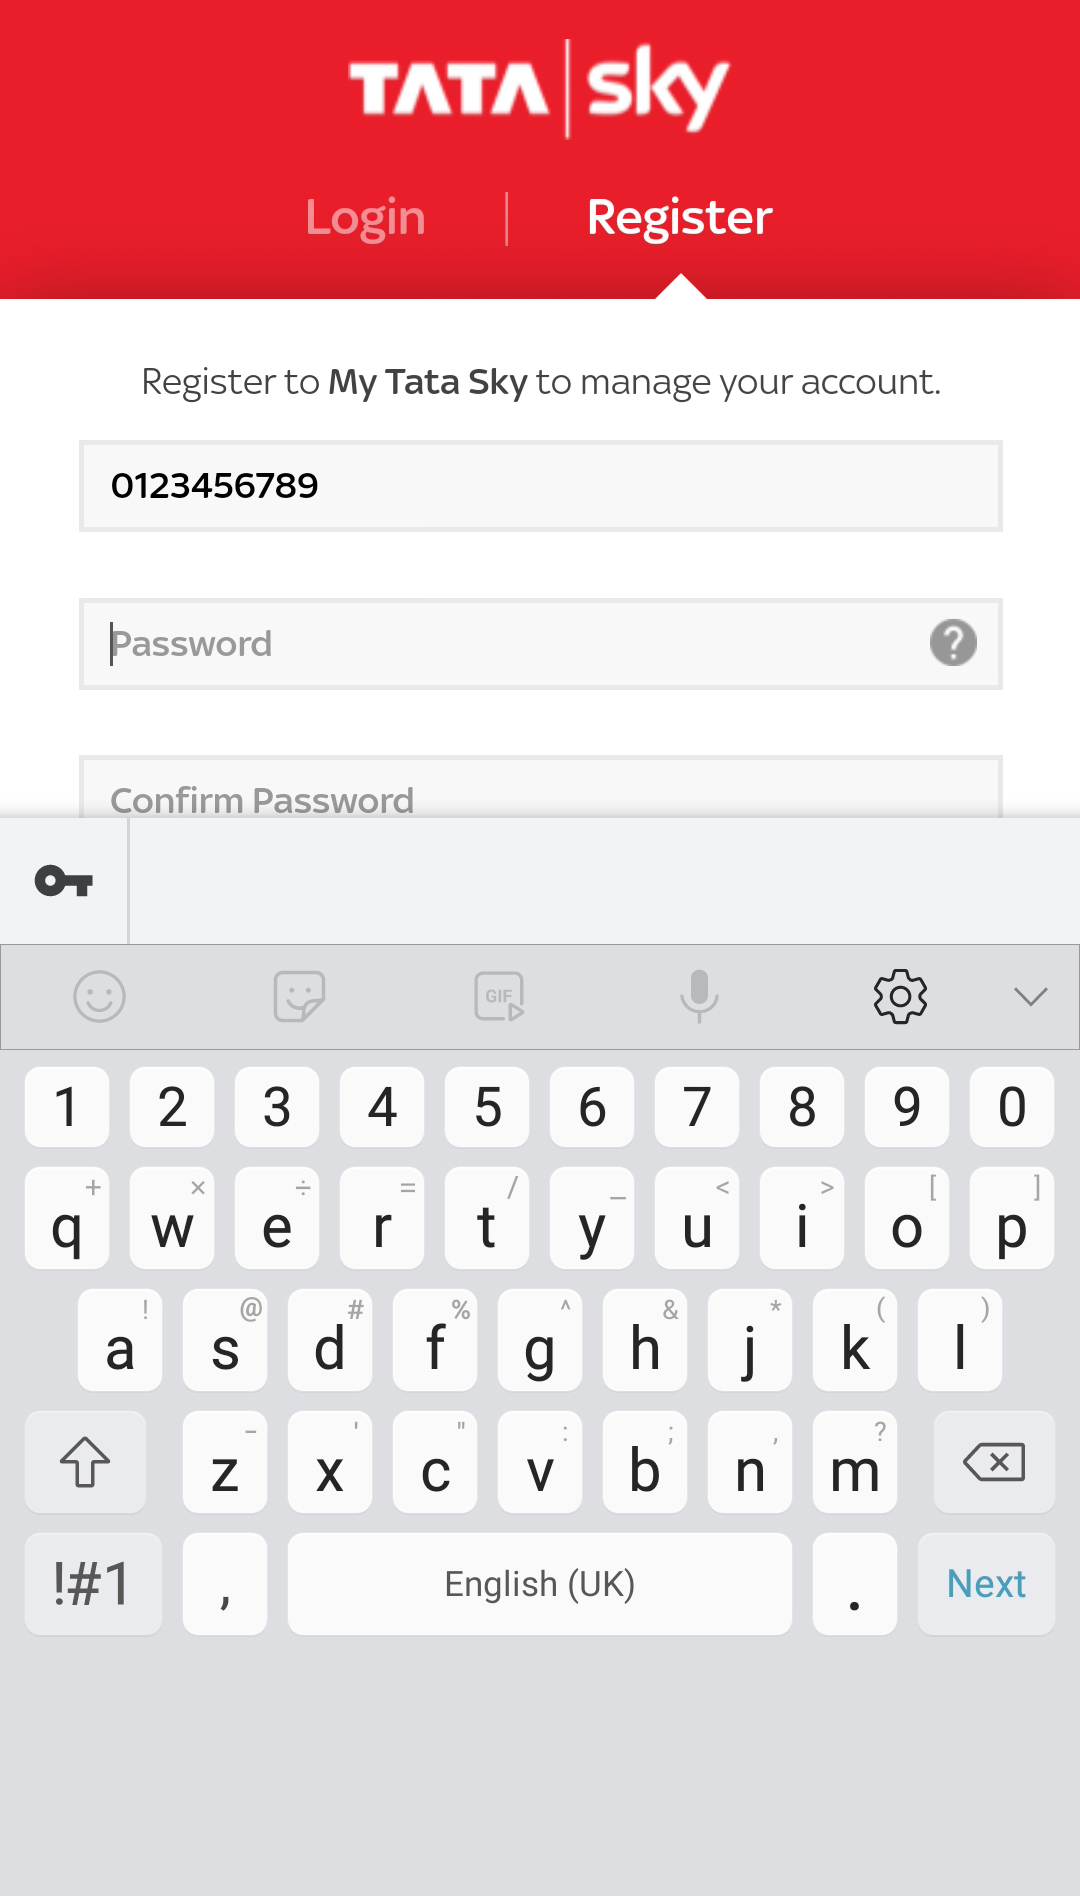 TATA sky
Login Register
Register to My Tata Sky to manage your account.
0123456789
Password ?
Confirm Password
GIF
1 2 3 4 5 6 7 8 9 0
+ × ÷ = / _ < > [ ]
q w e r t y u i o p
! @ # % ^ & * ( )
a s d f g h j k l
- ' " : ; , ?
z x c v b n m
!#1 , English (UK) . Next